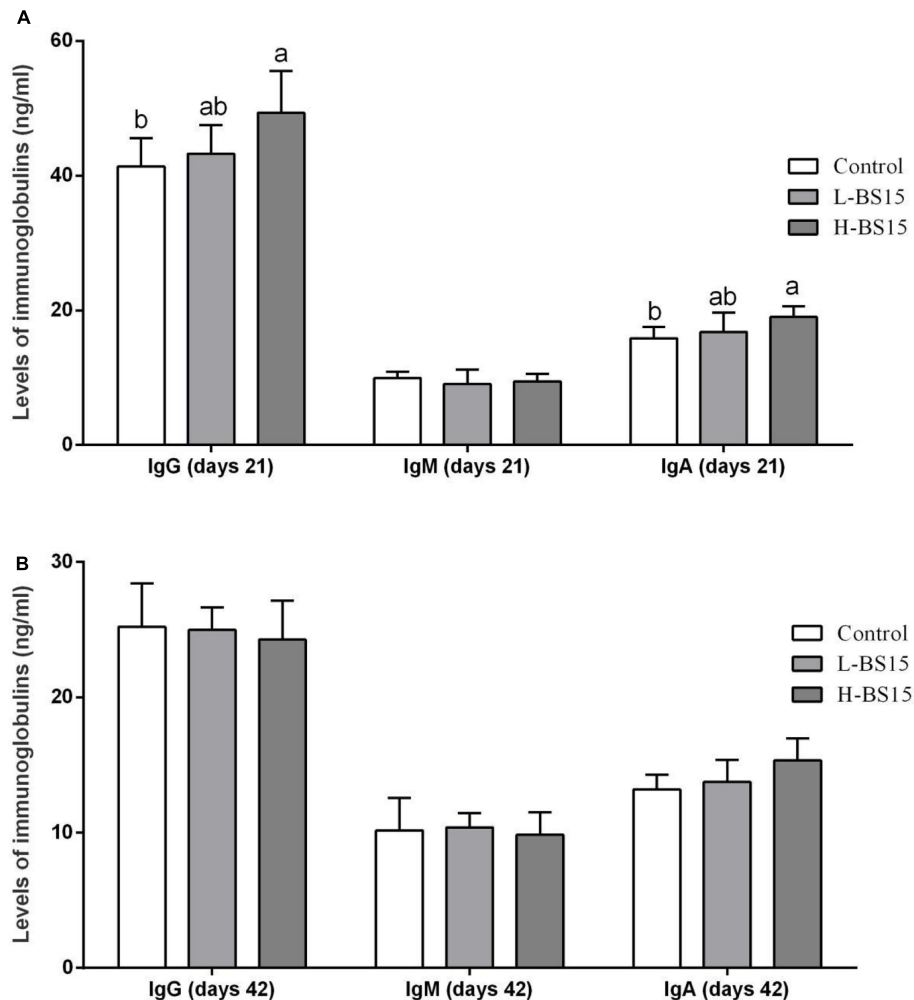 A
Levels of immunoglobulins (ng/ml)
60
40
20
0
b
ab
a
b
ab
a
Control
L-BS15
H-BS15
IgG (days 21)
IgM (days 21)
IgA (days 21)
B
Levels of immunoglobulins (ng/ml)
30
20
10
0
Control
L-BS15
H-BS15
IgG (days 42)
IgM (days 42)
IgA (days 42)